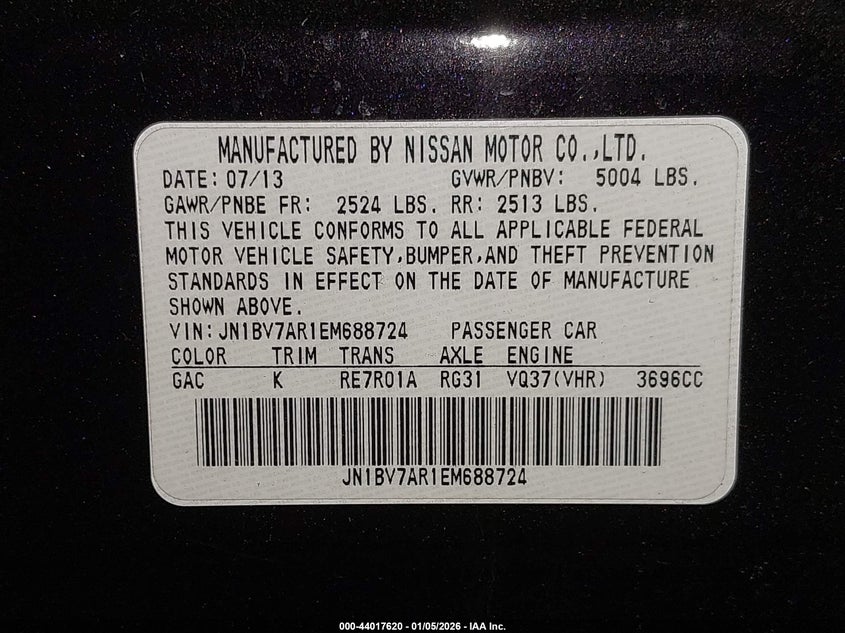 MANUFACTURED BY NISSAN MOTOR CO.,LTD.
DATE: 07/13 GVWR/PNBV: 5004 LBS.
GAWR/PNBE FR: 2524 LBS. RR: 2513 LBS.
THIS VEHICLE CONFORMS TO ALL APPLICABLE FEDERAL
MOTOR VEHICLE SAFETY,BUMPER,AND THEFT PREVENTION
STANDARDS IN EFFECT ON THE DATE OF MANUFACTURE
SHOWN ABOVE.
VIN: JN1BV7AR1EM688724 PASSENGER CAR
COLOR TRIM TRANS AXLE ENGINE
GAC K RE7R01A RG31 VQ37(VHR) 3696CC
JN1BV7AR1EM688724
000-44017620 - 01/05/2026 - IAA Inc.